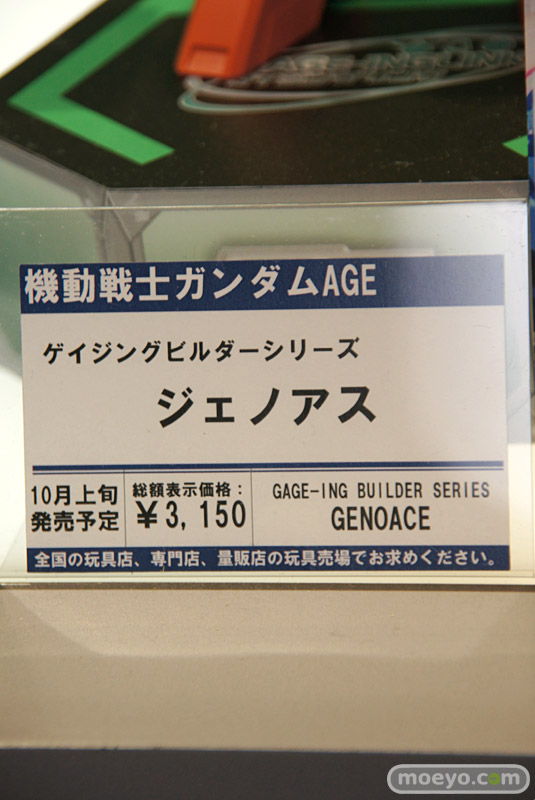 機動戦士ガンダムAGE
ゲイジングビルダーシリーズ
ジェノアス
10月上旬
発売予定
総額表示価格：
￥3,150
GAGE-ING BUILDER SERIES
GENOACE
全国の玩具店、専門店、量販店の玩具売場でお求めください。
moeyo.com